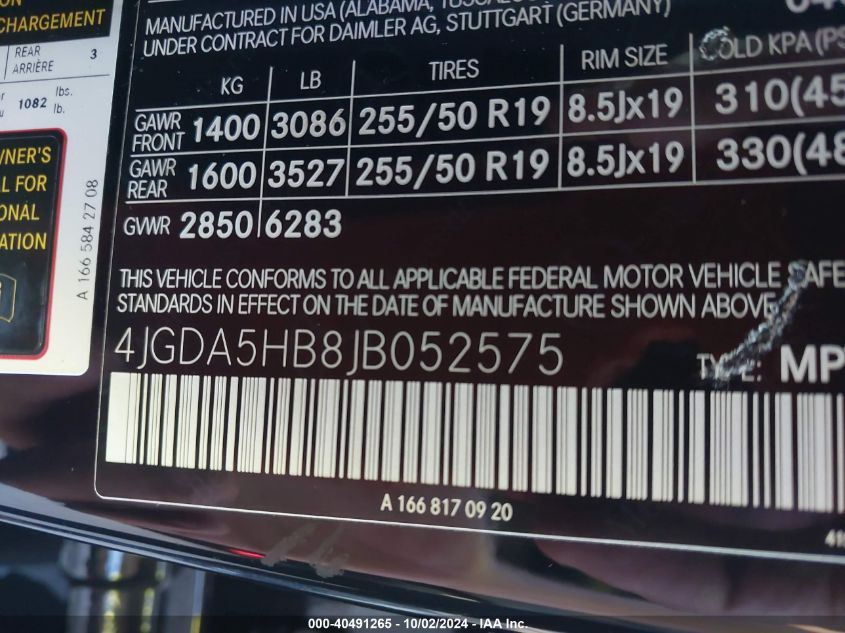 CHARGEMENT
REAR 3
ARRIÈRE
1082 lbs.
lb.
WNER'S
L FOR
ONAL
ATION
A 166 584 27 08
MANUFACTURED IN USA (ALABAMA,
UNDER CONTRACT FOR DAIMLER AG, STUTTGART (GERMANY)
KG LB TIRES RIM SIZE COLD KPA(PS
GAWR FRONT 1400 3086 255/50 R19 8.5Jx19 310(45
GAWR REAR 1600 3527 255/50 R19 8.5Jx19 330(48
GVWR 2850 6283
THIS VEHICLE CONFORMS TO ALL APPLICABLE FEDERAL MOTOR VEHICLE SAFE
STANDARDS IN EFFECT ON THE DATE OF MANUFACTURE SHOWN ABOVE.
4JGDA5HB8JB052575 TYPE: MP
A 166 817 09 20
000-40491265 - 10/02/2024 - IAA Inc.